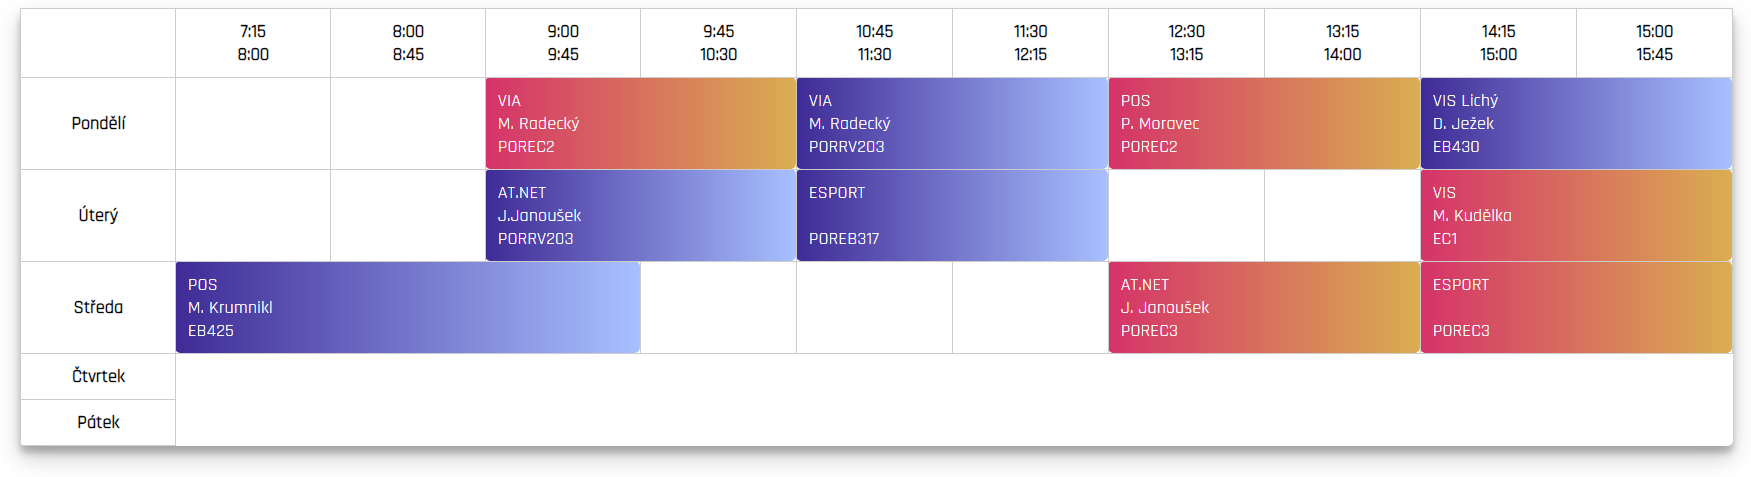 7:15 8:00 9:00 9:45 10:45 11:30 12:30 13:15 14:15 15:00
8:00 8:45 9:45 10:30 11:30 12:15 13:15 14:00 15:00 15:45
Pondělí
VIA
M. Radecký
POREC2
VIA
M. Radecký
PORRV203
POS
P. Moravec
POREC2
VIS Lichý
D. Ježek
EB430
Úterý
AT.NET
J.Janoušek
PORRV203
ESPORT
POREB317
VIS
M. Kudělka
EC1
Středa
POS
M. Krumnikl
EB425
AT.NET
J. Janoušek
POREC3
ESPORT
POREC3
Čtvrtek
Pátek